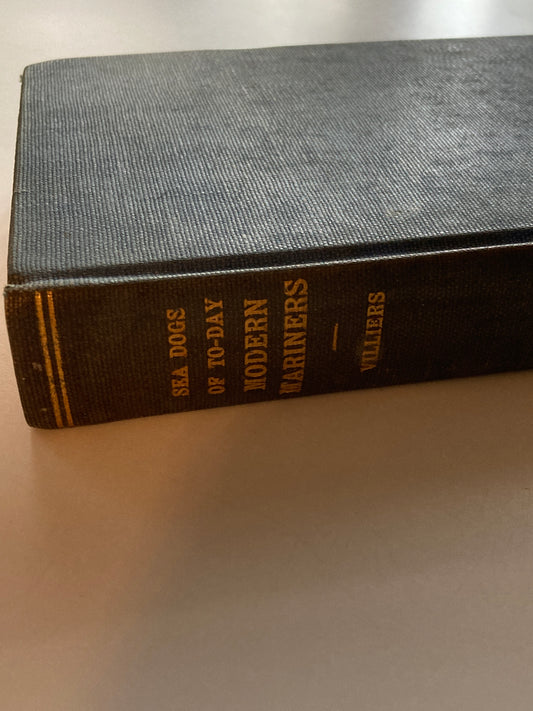 SEA DOGS
OF TO-DAY
MODERN
MARINERS
—
VILLIERS